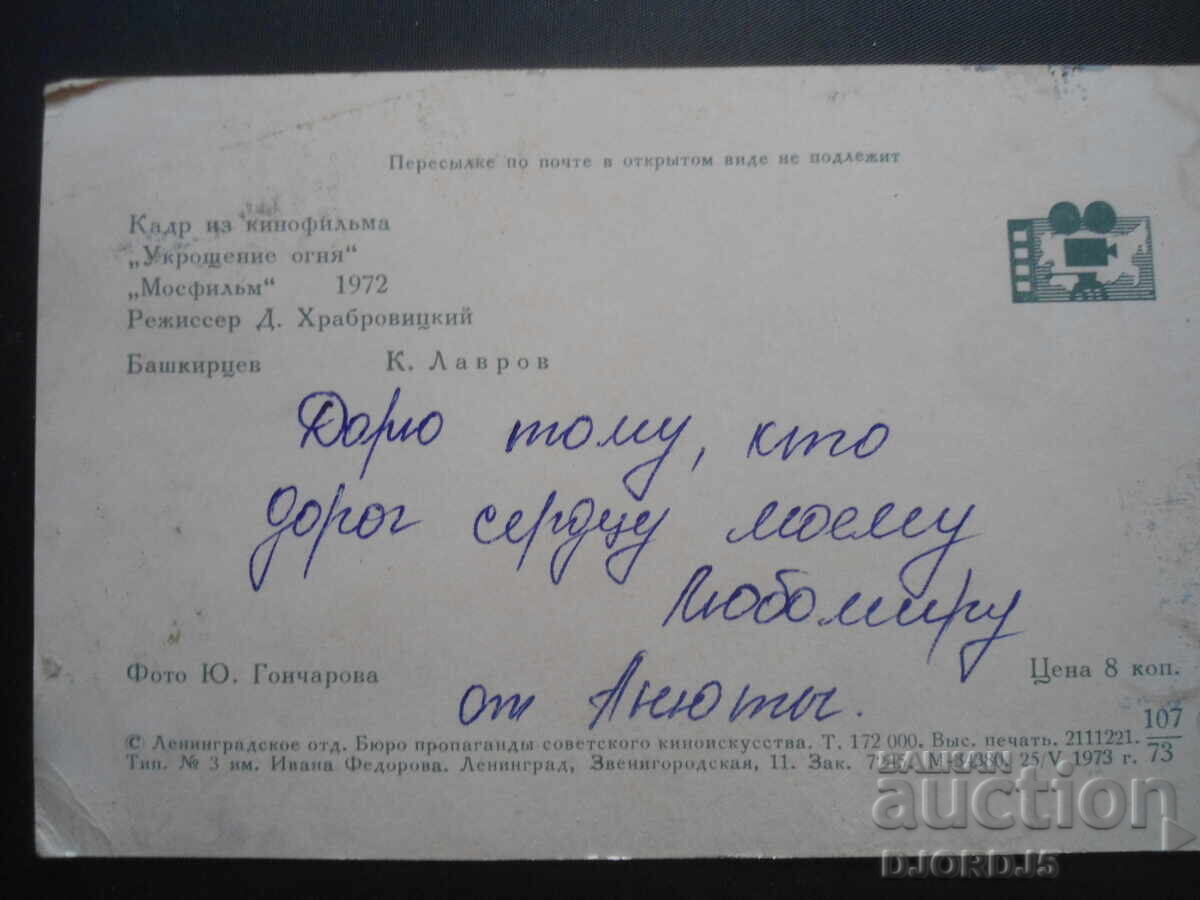 Пересылке по почте в открытом виде не подлежит
Кадр из кинофильма
„Укрощение огня“
„Мосфильм“ 1972
Режиссер Д. Храбровицкий
Башкирцев К. Лавров
Дарю тому, кто
дорог сердцу моему
Любомиру
от Анюты.
Фото Ю. Гончарова
Цена 8 коп.
© Ленинградское отд. Бюро пропаганды советского киноискусства. Т. 172 000. Выс. печать. 2111221. 107/73
Тип. № 3 им. Ивана Федорова. Ленинград, Звенигородская, 11. Зак. М-34380. 25/V 1973 г.
BALKAN
auction
DJORDJ5